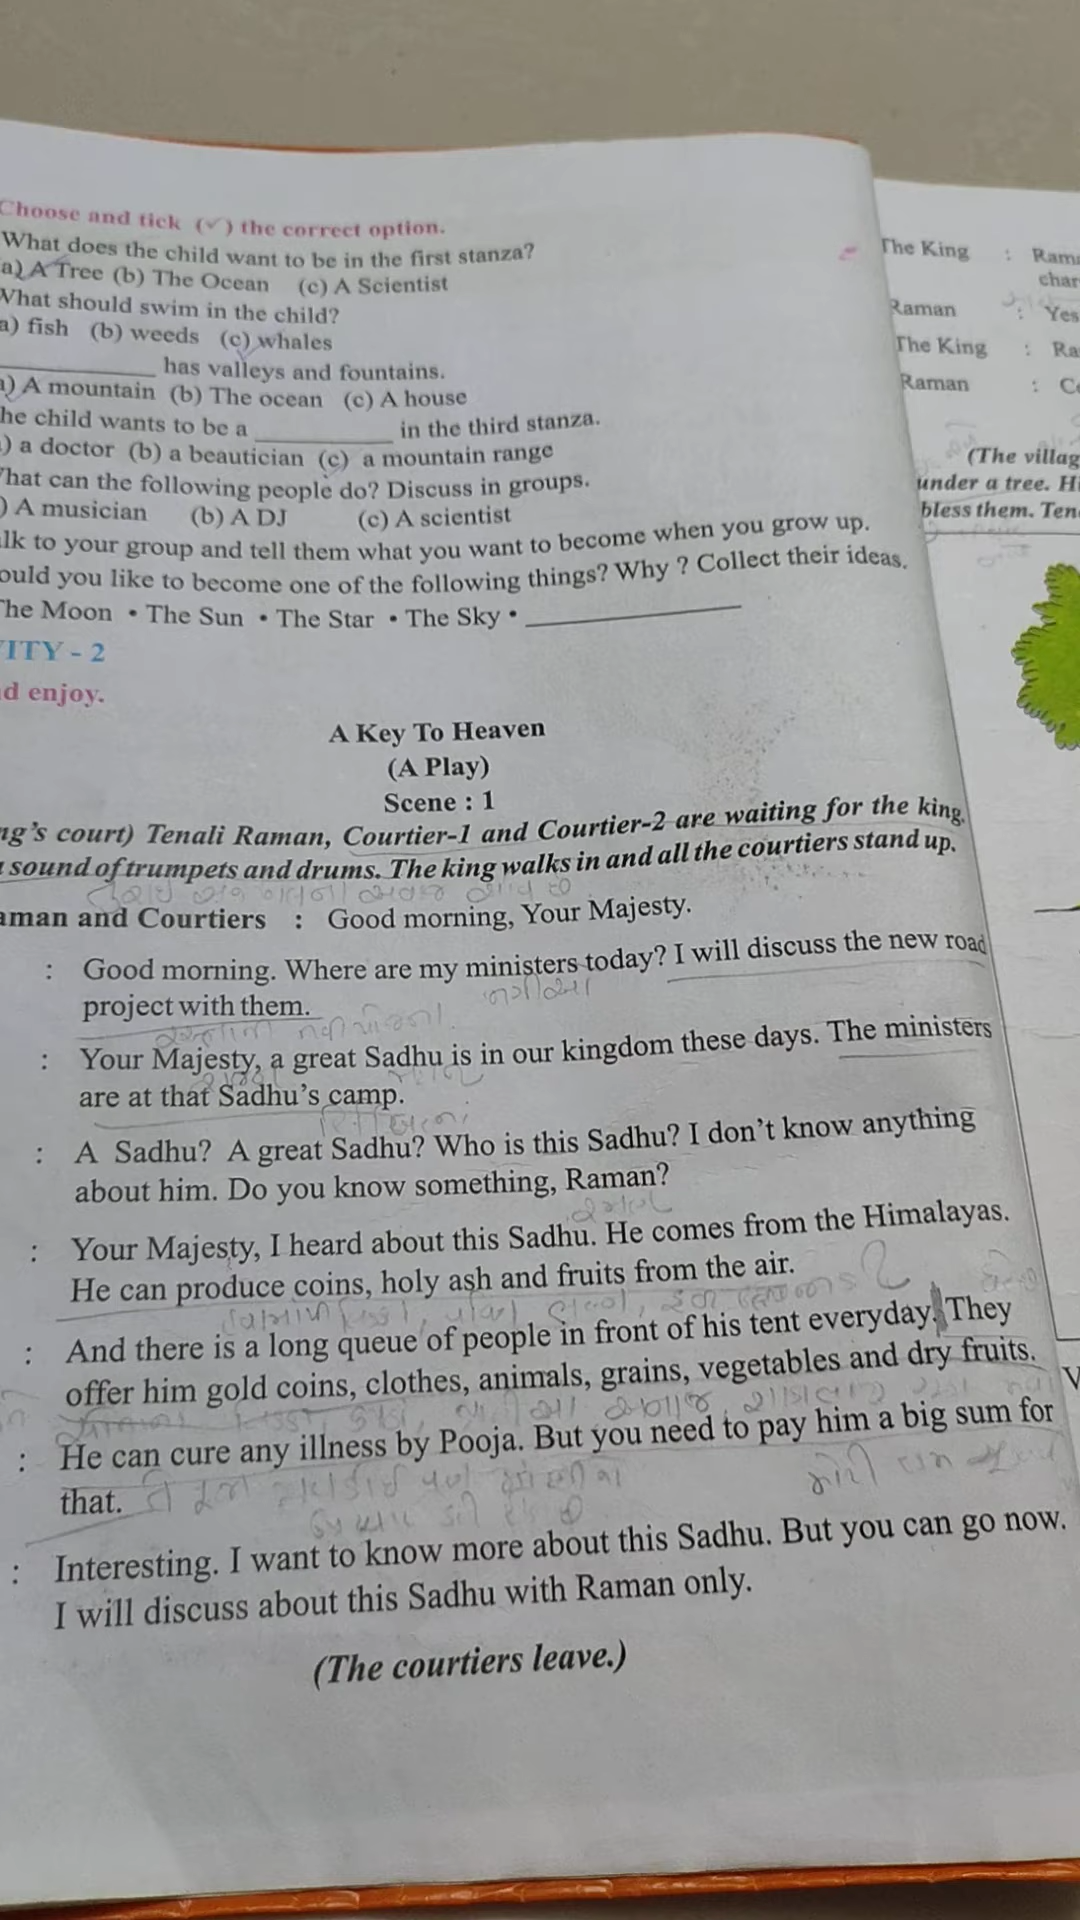 Choose and tick (✓) the correct option.
What does the child want to be in the first stanza?
a) A Tree (b) The Ocean (c) A Scientist
What should swim in the child?
a) fish (b) weeds (c) whales
__________ has valleys and fountains.
) A mountain (b) The ocean (c) A house
he child wants to be a __________ in the third stanza.
) a doctor (b) a beautician (c) a mountain range
hat can the following people do? Discuss in groups.
) A musician (b) A DJ (c) A scientist
lk to your group and tell them what you want to become when you grow up.
ould you like to become one of the following things? Why ? Collect their ideas.
The Moon • The Sun • The Star • The Sky • __________
ITY - 2
d enjoy.
A Key To Heaven
(A Play)
Scene : 1
ng's court) Tenali Raman, Courtier-1 and Courtier-2 are waiting for the king.
sound of trumpets and drums. The king walks in and all the courtiers stand up.
aman and Courtiers : Good morning, Your Majesty.
: Good morning. Where are my ministers today? I will discuss the new road
project with them.
: Your Majesty, a great Sadhu is in our kingdom these days. The ministers
are at that Sadhu's camp.
: A Sadhu? A great Sadhu? Who is this Sadhu? I don't know anything
about him. Do you know something, Raman?
: Your Majesty, I heard about this Sadhu. He comes from the Himalayas.
He can produce coins, holy ash and fruits from the air.
: And there is a long queue of people in front of his tent everyday. They
offer him gold coins, clothes, animals, grains, vegetables and dry fruits.
: He can cure any illness by Pooja. But you need to pay him a big sum for
that.
: Interesting. I want to know more about this Sadhu. But you can go now.
I will discuss about this Sadhu with Raman only.
(The courtiers leave.)
The King : Rama
char
Raman : Yes
The King : Ra
Raman : C
(The villag
under a tree. Hi
bless them. Ten
V